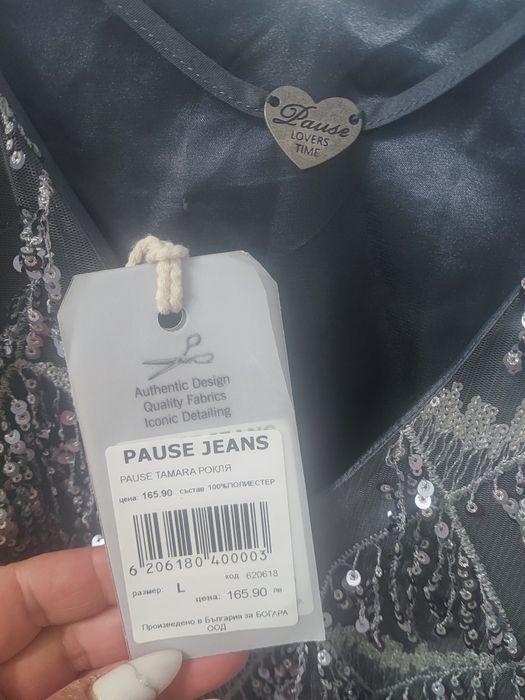 Pause
LOVERS
TIME
Authentic Design
Quality Fabrics
Iconic Detailing
PAUSE JEANS
PAUSE TAMARA РОКЛЯ
цена: 165.90 състав 100%ПОЛИЕСТЕР
6 206180 400003
код 620618
размер: L
цена: 165.90 лв
Произведено в България за БОГАРА
ООД